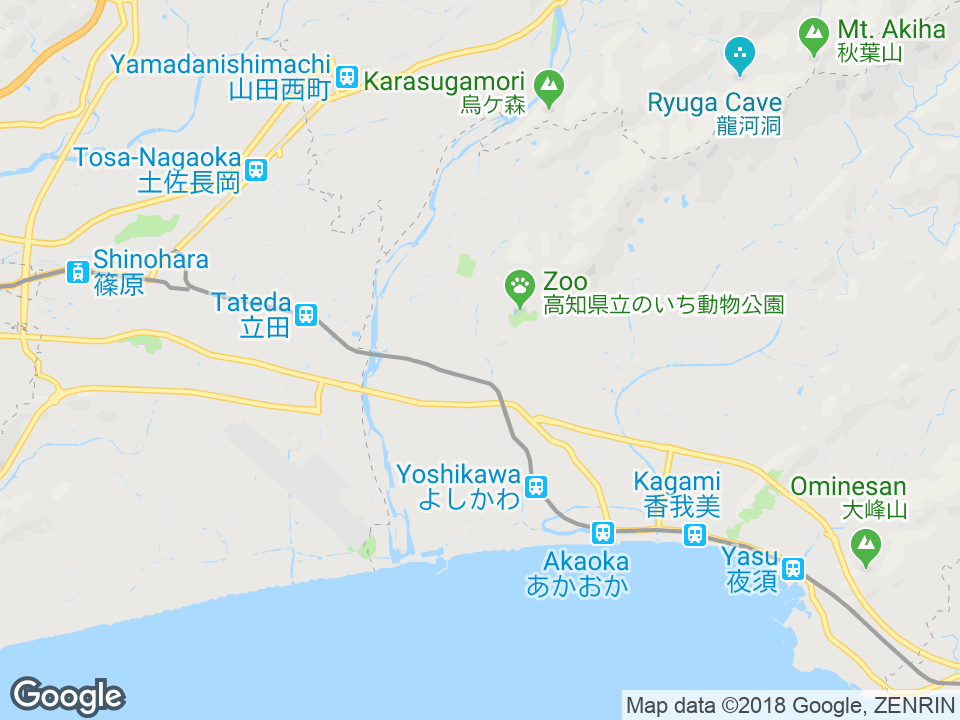 Mt. Akiha
秋葉山
Yamadanishimachi
山田西町
Karasugamori
烏ケ森
Ryuga Cave
龍河洞
Tosa-Nagaoka
土佐長岡
Shinohara
篠原
Tateda
立田
Zoo
高知県立のいち動物公園
Yoshikawa
よしかわ
Kagami
香我美
Ominesan
大峰山
Akaoka
あかおか
Yasu
夜須
Google
Map data ©2018 Google, ZENRIN